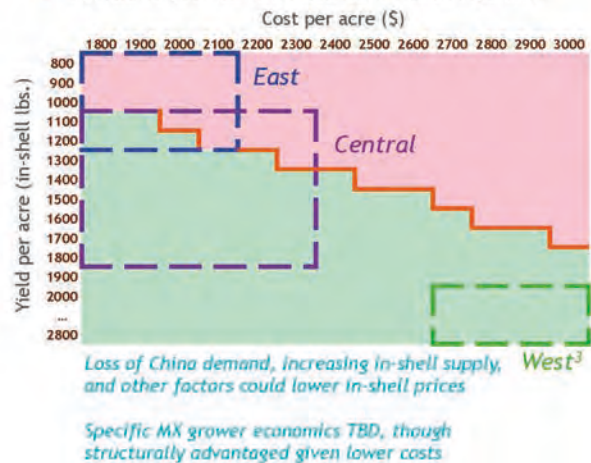 Cost per acre ($)
1800 1900 2000 2100 2200 2300 2400 2500 2600 2700 2800 2900 3000
Yield per acre (in-shell lbs.)
800
900
1000
1100
1200
1300
1400
1500
1600
1700
1800
1900
2000
...
2800
East
Central
West³
Loss of China demand, increasing in-shell supply,
and other factors could lower in-shell prices
Specific MX grower economics TBD, though
structurally advantaged given lower costs